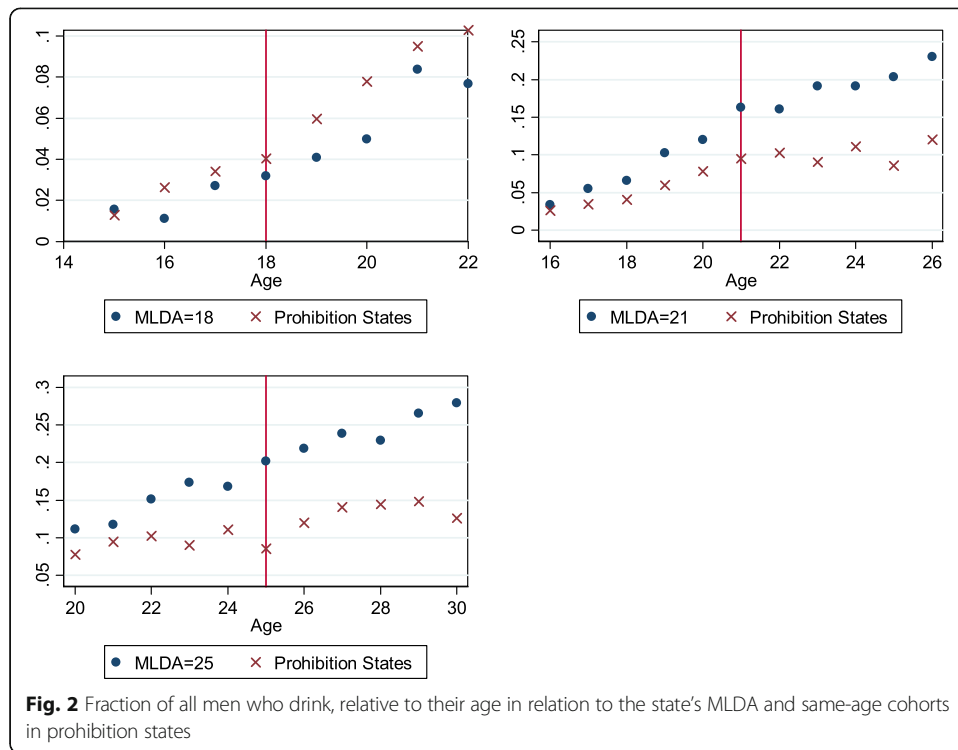 .1
.08
.06
.04
.02
0
14 16 18 20 22
Age
MLDA=18 Prohibition States
.25
.2
.15
.1
.05
0
16 18 20 22 24 26
Age
MLDA=21 Prohibition States
.3
.25
.2
.15
.1
.05
20 22 24 26 28 30
Age
MLDA=25 Prohibition States
Fig. 2 Fraction of all men who drink, relative to their age in relation to the state's MLDA and same-age cohorts
in prohibition states